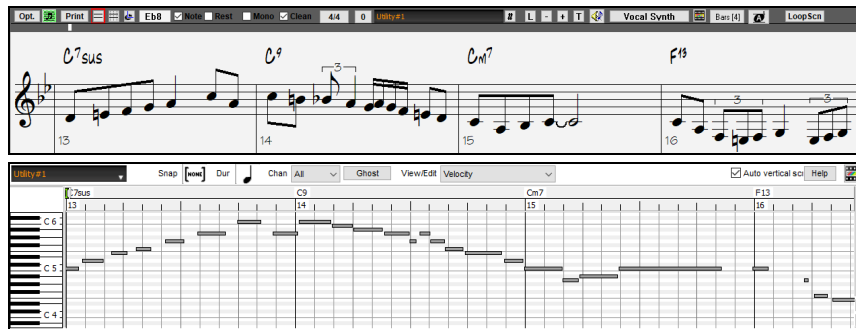 Opt. Print Eb8 Note Rest Mono Clean 4/4 0 Utility#1 # L - + T Vocal Synth Bars [4] LoopScn
C7sus C9 Cm7 F13
3 3 3
13 14 15 16
Utility#1 Snap [NONE] Dur Chan All Ghost View/Edit Velocity Auto vertical scr Help
C7sus C9 Cm7 F13
13 14 15 16
C 6
C 5
C 4